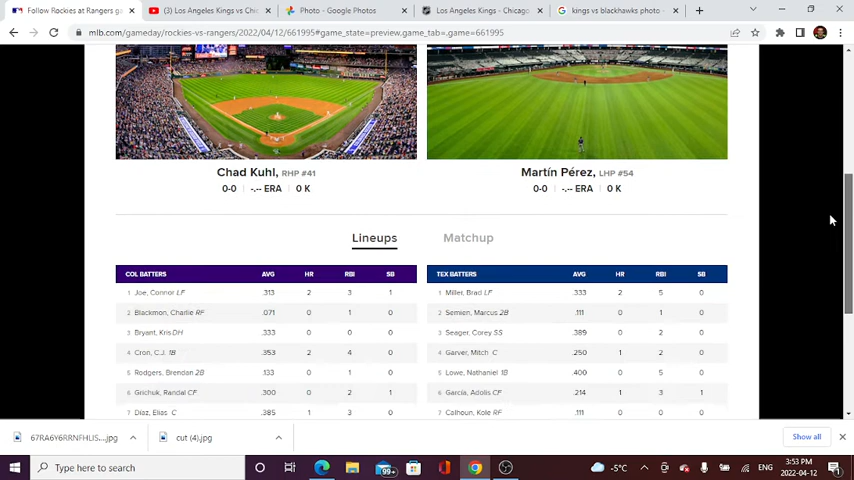 Follow Rockies at Rangers ga
(3) Los Angeles Kings vs Chic
Photo - Google Photos
Los Angeles Kings - Chicago
kings vs blackhawks photo -
mlb.com/gameday/rockies-vs-rangers/2022/04/12/661995#game_state=preview,game_tab=,game=661995
Chad Kuhl, RHP #41
0-0 | -.-- ERA | 0 K
Martín Pérez, LHP #54
0-0 | -.-- ERA | 0 K
Lineups Matchup
COL BATTERS AVG HR RBI SB
1 Joe, Connor LF .313 2 3 1
2 Blackmon, Charlie RF .071 0 1 0
3 Bryant, Kris DH .333 0 0 0
4 Cron, C.J. 1B .353 2 4 0
5 Rodgers, Brendan 2B .133 0 1 0
6 Grichuk, Randal CF .300 0 2 1
7 Díaz, Elias C .385 1 3 0
TEX BATTERS AVG HR RBI SB
1 Miller, Brad LF .333 2 5 0
2 Semien, Marcus 2B .111 0 1 0
3 Seager, Corey SS .389 0 2 0
4 Garver, Mitch C .250 1 2 0
5 Lowe, Nathaniel 1B .400 0 5 0
6 García, Adolis CF .214 1 3 1
7 Calhoun, Kole RF .111 0 0 0
cut (4).jpg
Show all
Type here to search
99+
-5°C
ENG
3:53 PM
2022-04-12
1